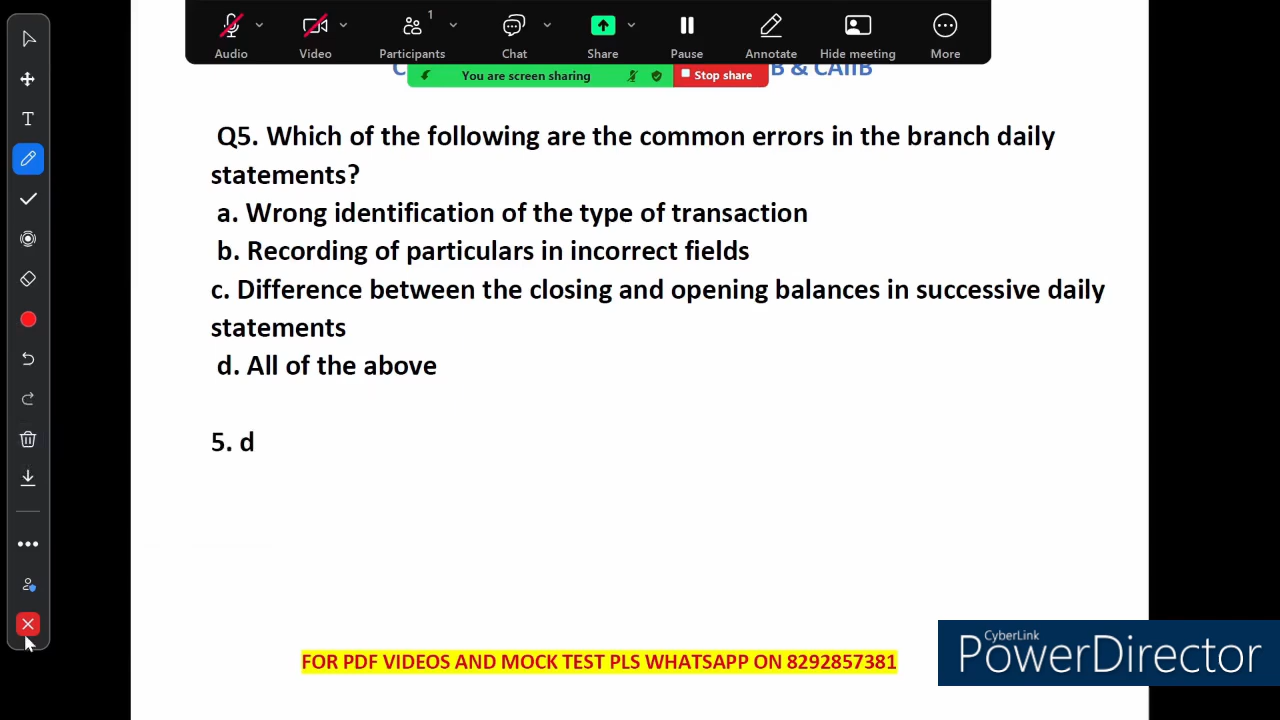 1
Audio Video Participants Chat Share Pause Annotate Hide meeting More
You are screen sharing Stop share
B & CAIIB
Q5. Which of the following are the common errors in the branch daily
statements?
a. Wrong identification of the type of transaction
b. Recording of particulars in incorrect fields
c. Difference between the closing and opening balances in successive daily
statements
d. All of the above
5. d
FOR PDF VIDEOS AND MOCK TEST PLS WHATSAPP ON 8292857381
CyberLink
PowerDirector